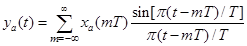 y_a(t) = \sum_{m=-\infty}^{\infty} x_a(mT) \frac{\sin[\pi(t-mT)/T]}{\pi(t-mT)/T}